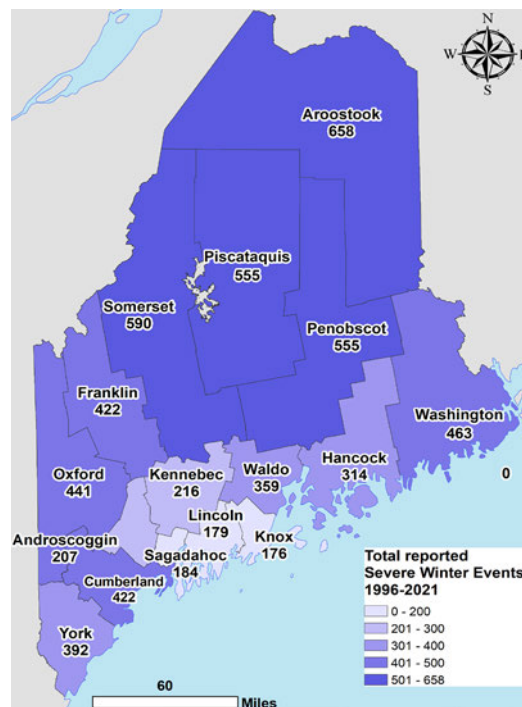 N
W
S
Aroostook
658
Piscataquis
555
Somerset
590
Penobscot
555
Franklin
422
Washington
463
Hancock
314
Kennebec
216
Waldo
359
Oxford
441
0
Lincoln
179
Androscoggin
207
Knox
176
Sagadahoc
184
Cumberland
422
York
392
Total reported
Severe Winter Events
1996-2021
0 - 200
201 - 300
301 - 400
401 - 500
501 - 658
60
Miles